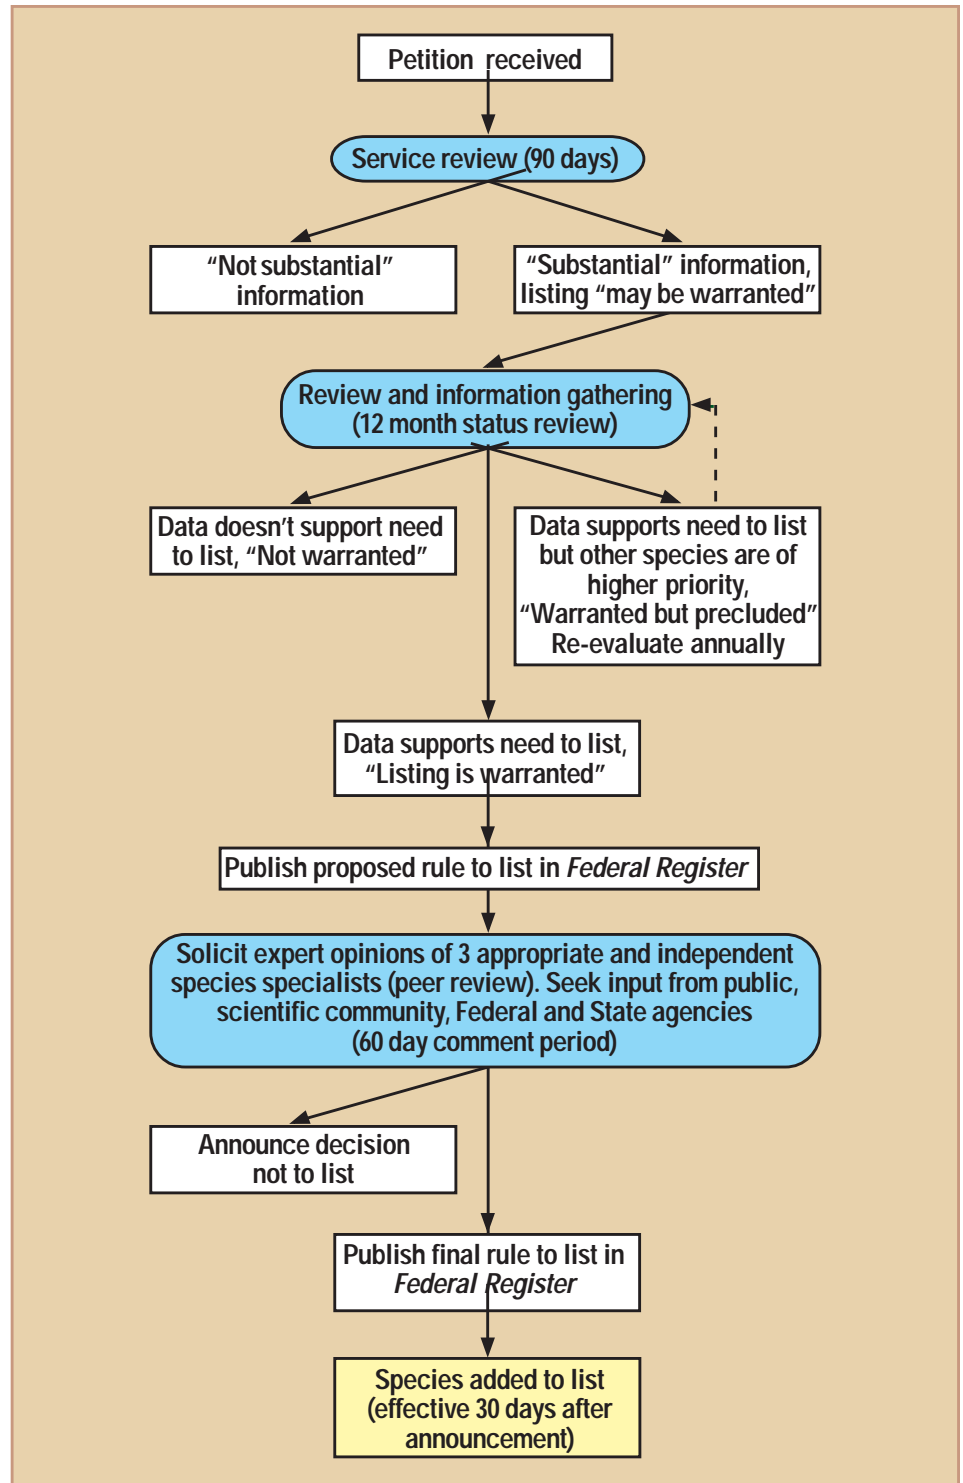 Petition received
Service review (90 days)
“Not substantial”
information
“Substantial” information,
listing “may be warranted”
Review and information gathering
(12 month status review)
Data doesn't support need
to list, “Not warranted”
Data supports need to list
but other species are of
higher priority,
“Warranted but precluded”
Re-evaluate annually
Data supports need to list,
“Listing is warranted”
Publish proposed rule to list in Federal Register
Solicit expert opinions of 3 appropriate and independent
species specialists (peer review). Seek input from public,
scientific community, Federal and State agencies
(60 day comment period)
Announce decision
not to list
Publish final rule to list in
Federal Register
Species added to list
(effective 30 days after
announcement)